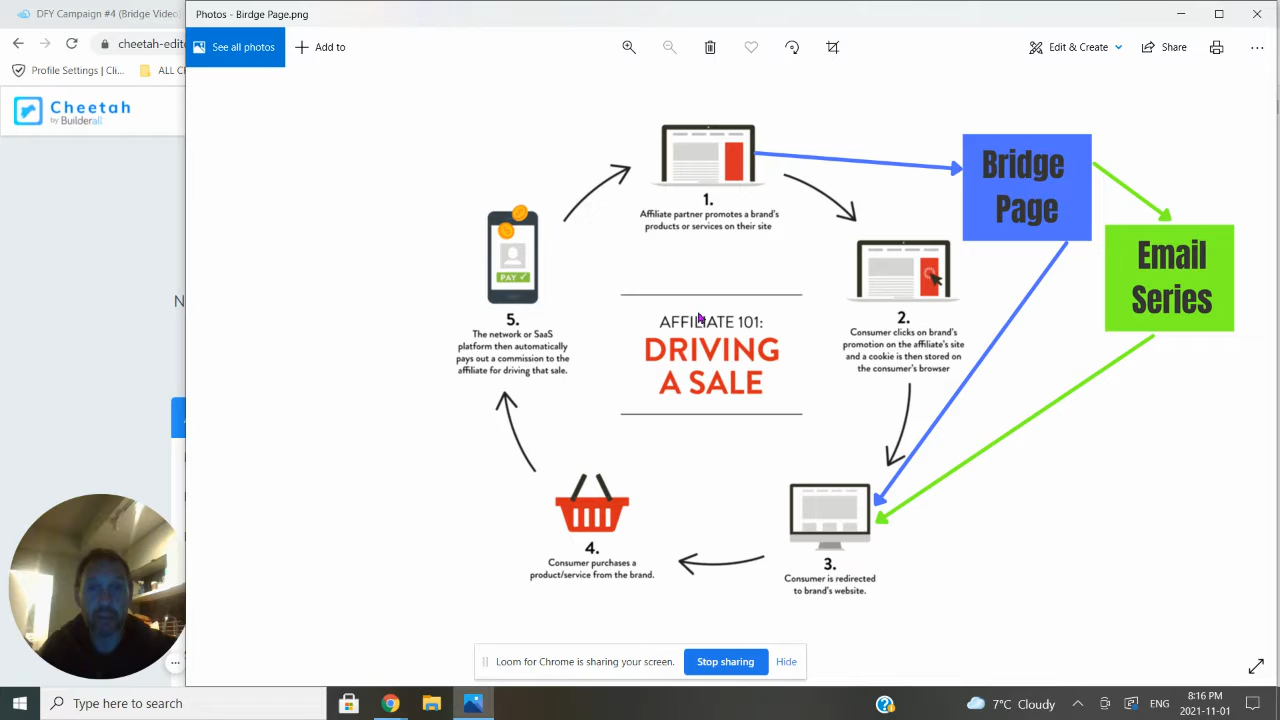 DFY Campaign #4 (Bridge Video
Photos - Birdge Page.png
See all photos
Add to
Edit & Create
Share
cheetah-edit
Profile Settings | Cli...
ALL C
Cheetah
by Builderall
1.
Affiliate partner promotes a brand's
products or services on their site
Bridge
Page
Email
Series
2.
Consumer clicks on brand's
promotion on the affiliate's site
and a cookie is then stored on
the consumer's browser
PAY ✓
5.
The network or SaaS
platform then automatically
pays out a commission to the
affiliate for driving that sale.
AFFILIATE 101:
DRIVING
A SALE
3.
Consumer is redirected
to brand's website.
4.
Consumer purchases a
product/service from the brand.
Loom for Chrome is sharing your screen.
Stop sharing
Hide
Type here to search
7°C Cloudy
ENG
8:16 PM
2021-11-01